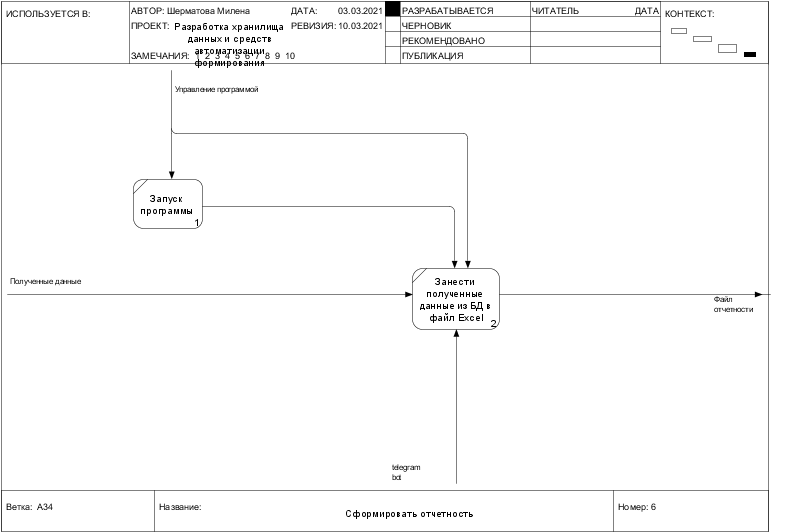 ИСПОЛЬЗУЕТСЯ В:
АВТОР: Шерматова Милена
ДАТА: 03.03.2021
ПРОЕКТ: Разработка хранилища
данных и средств
автоматизации
формирования
РЕВИЗИЯ: 10.03.2021
ЗАМЕЧАНИЯ: 1 2 3 4 5 6 7 8 9 10
РАЗРАБАТЫВАЕТСЯ
ЧЕРНОВИК
РЕКОМЕНДОВАНО
ПУБЛИКАЦИЯ
ЧИТАТЕЛЬ ДАТА
КОНТЕКСТ:
Управление программой
Запуск
программы
1
Полученные данные
Занести
полученные
данные из БД в
файл Excel
2
Файл
отчетности
telegram
bot
Ветка: A34
Название:
Сформировать отчетность
Номер: 6